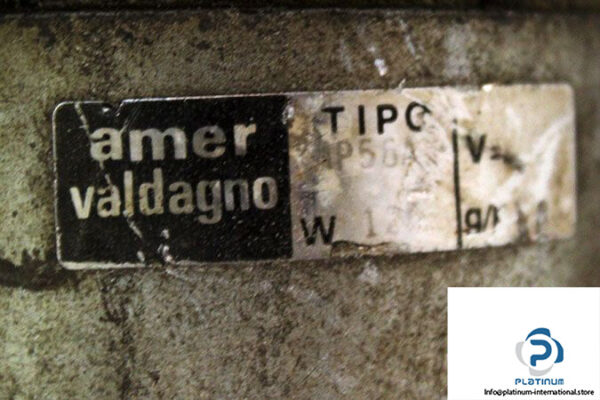 amer
valdagno
TIPO
W
V=
g/
PLATINUM
Info@platinum-international.store